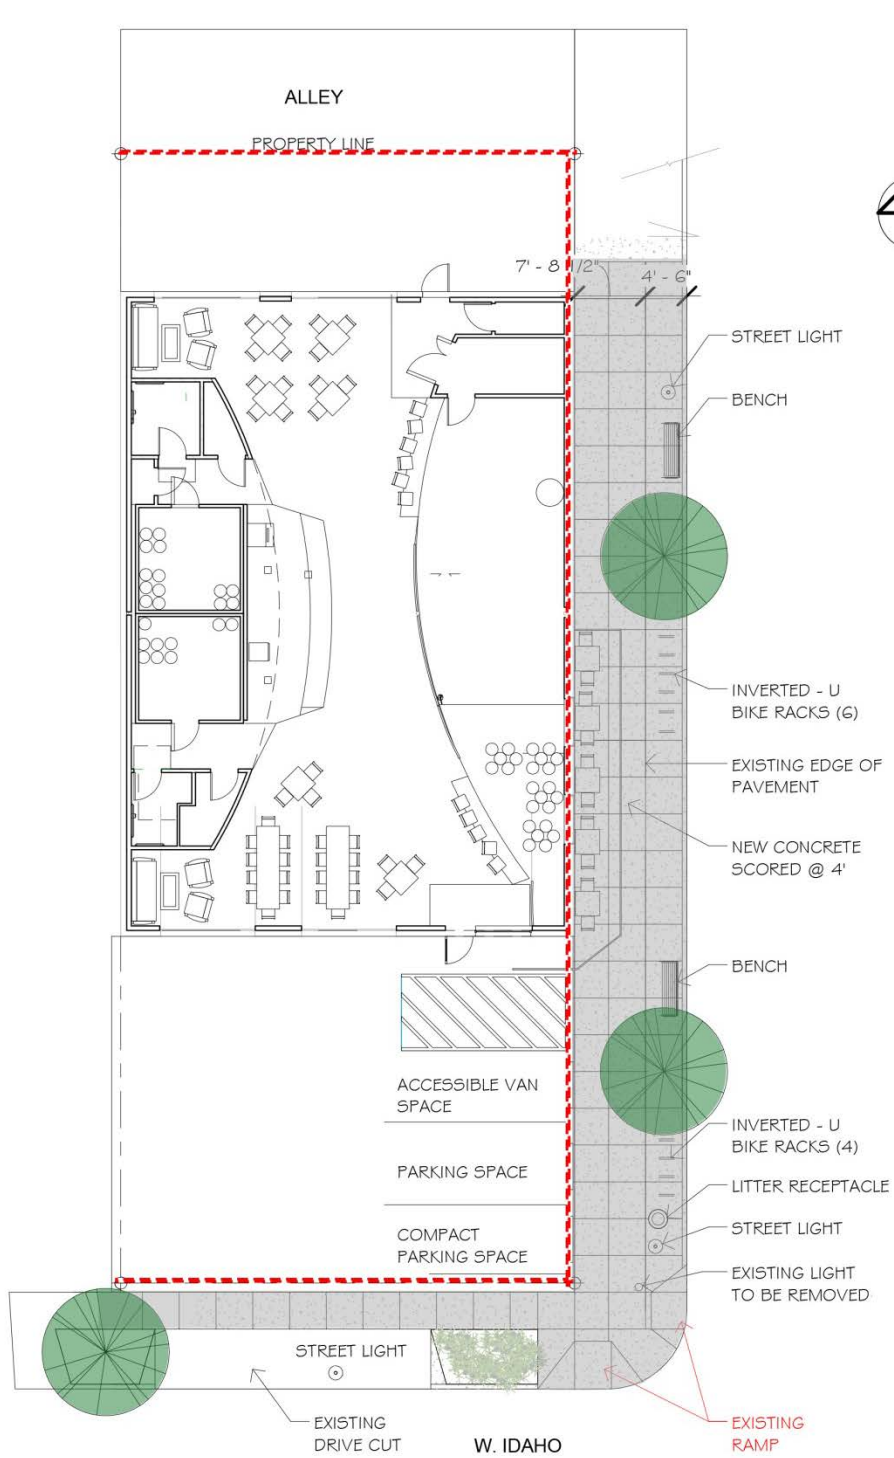 ALLEY
PROPERTY LINE
7' - 8 1/2"
4' - 6"
STREET LIGHT
BENCH
INVERTED - U
BIKE RACKS (6)
EXISTING EDGE OF
PAVEMENT
NEW CONCRETE
SCORED @ 4'
BENCH
ACCESSIBLE VAN
SPACE
INVERTED - U
BIKE RACKS (4)
PARKING SPACE
LITTER RECEPTACLE
STREET LIGHT
COMPACT
PARKING SPACE
EXISTING LIGHT
TO BE REMOVED
STREET LIGHT
EXISTING
DRIVE CUT
W. IDAHO
EXISTING
RAMP